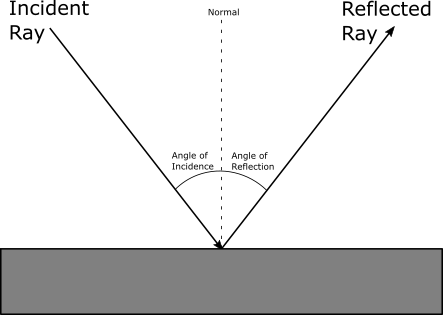 Incident
Ray
Normal
Reflected
Ray
Angle of
Incidence
Angle of
Reflection